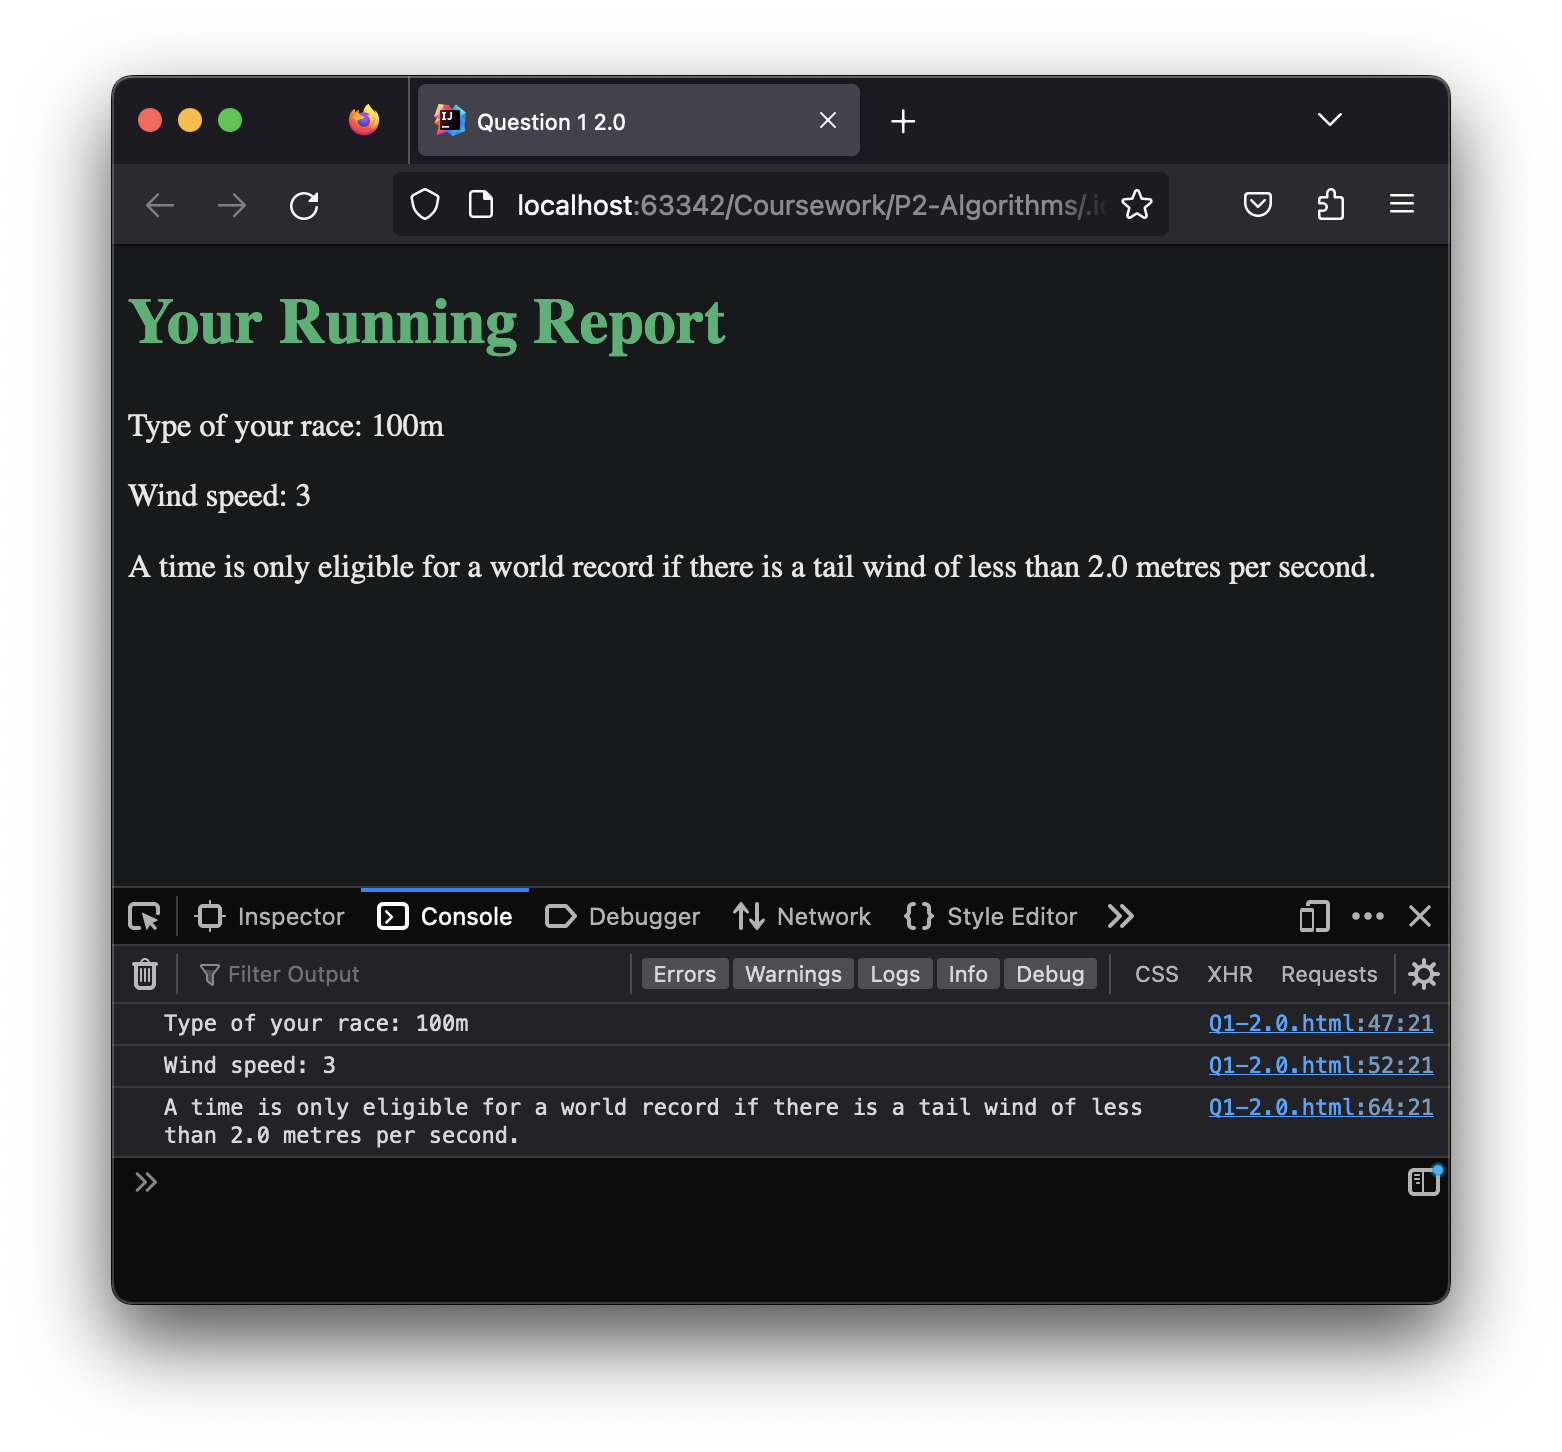 IJ
Question 1 2.0
localhost:63342/Coursework/P2-Algorithms/.ic
Your Running Report
Type of your race: 100m
Wind speed: 3
A time is only eligible for a world record if there is a tail wind of less than 2.0 metres per second.
Inspector Console Debugger Network Style Editor
Filter Output Errors Warnings Logs Info Debug CSS XHR Requests
Type of your race: 100m Q1-2.0.html:47:21
Wind speed: 3 Q1-2.0.html:52:21
A time is only eligible for a world record if there is a tail wind of less Q1-2.0.html:64:21
than 2.0 metres per second.